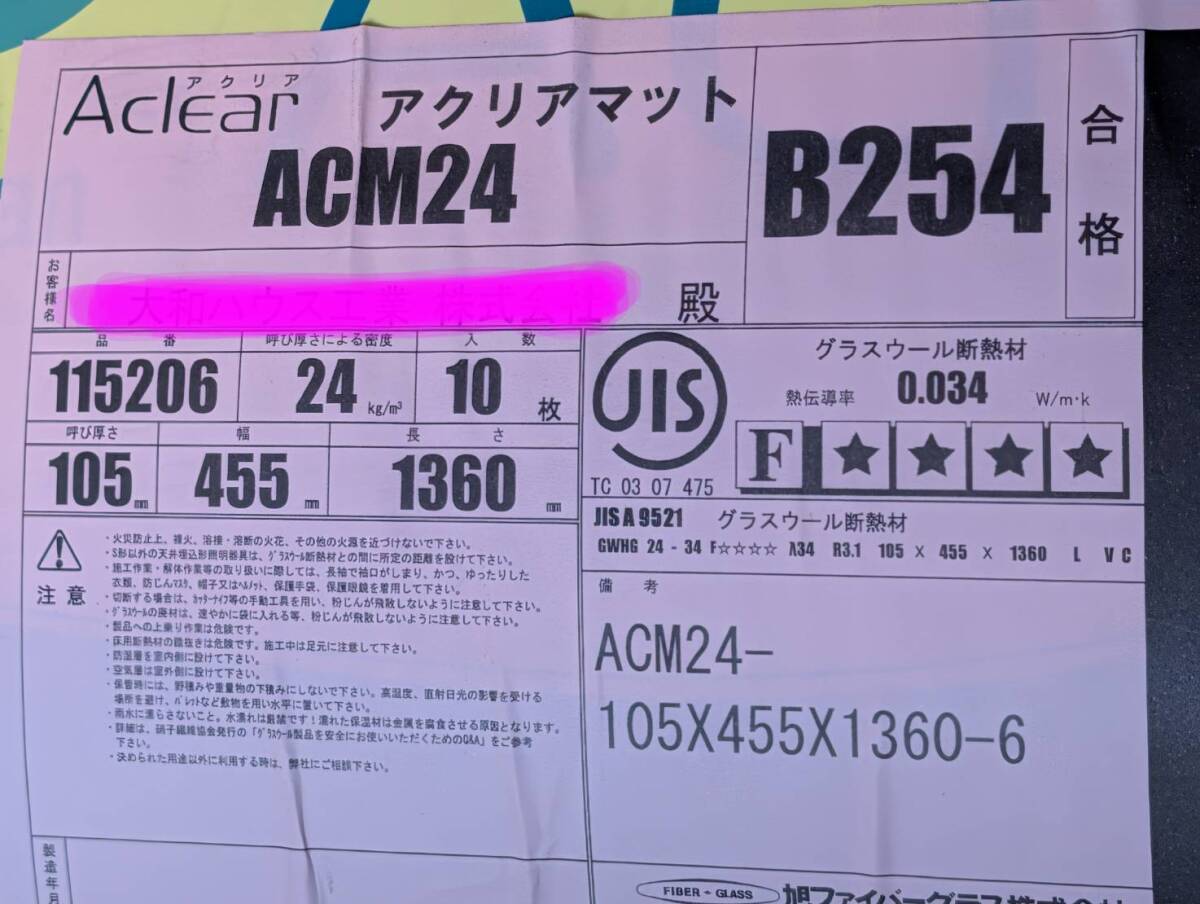 アクリア
Aclear アクリアマット
ACM24
B254
合格
お客様名
大和ハウス工業 株式会社 殿
品番 呼び厚さによる密度 入数
115206 24 kg/m³ 10 枚
呼び厚さ 幅 長さ
105 mm 455 mm 1360 mm
JIS
TC 03 07 475
グラスウール断熱材
熱伝導率 0.034 W/m・k
F★★★★
JIS A 9521 グラスウール断熱材
GWHG 24 - 34 F☆☆☆☆ λ34 R3.1 105 × 455 × 1360 L V C
注意
・火災防止上、裸火、溶接・溶断の火花、その他の火源を近づけないで下さい。
・S形以外の天井埋込形照明器具は、グラスウール断熱材との間に所定の距離を設けて下さい。
・施工作業・解体作業等の取り扱いに際しては、長袖で袖口がしまり、かつ、ゆったりした
衣類、防じんマスク、帽子又はヘルメット、保護手袋、保護眼鏡を着用して下さい。
・切断する場合は、カッターナイフ等の手動工具を用い、粉じんが飛散しないように注意して下さい。
・グラスウールの廃材は、速やかに袋に入れる等、粉じんが飛散しないように注意して下さい。
・製品への上乗り作業は危険です。
・床用断熱材の踏抜きは危険です。施工中は足元に注意して下さい。
・防湿層を室内側に設けて下さい。
・空気層は室外側に設けて下さい。
・保管時には、野積みや重量物の下積みにしないで下さい。高湿度、直射日光の影響を受ける
場所を避け、パレットなど敷物を用い水平に置いて下さい。
・雨水に濡らさないこと。水濡れは厳禁です!濡れた保温材は金属を腐食させる原因となります。
・詳細は、硝子繊維協会発行の「グラスウール製品を安全にお使いいただくためのQ&A」をご参考
下さい。
・決められた用途以外に利用する時は、弊社にご相談下さい。
備考
ACM24-
105X455X1360-6
製造年月
FIBER-GLASS 旭ファイバーグラス株式会社